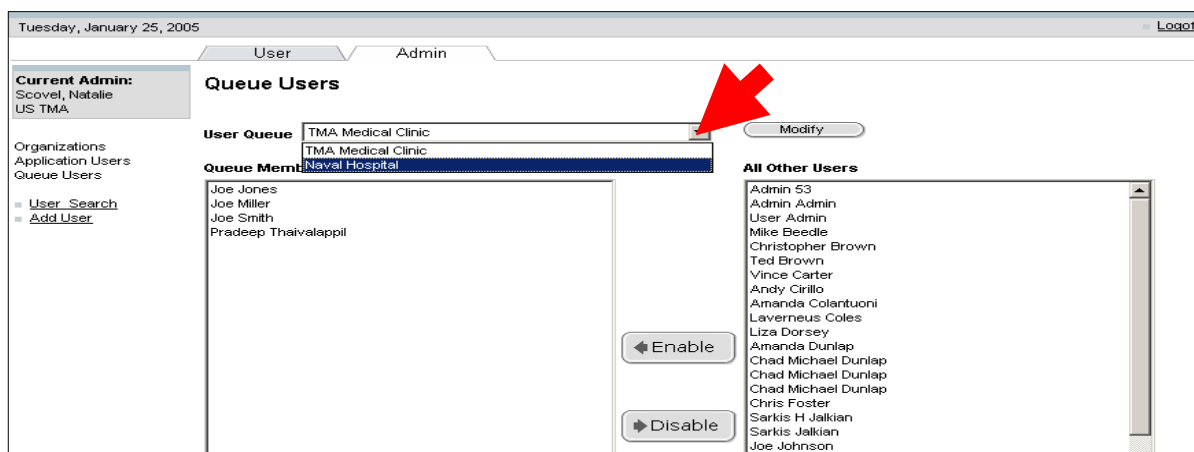 Tuesday, January 25, 2005
Logof
User
Admin
Current Admin:
Scovel, Natalie
US TMA
Organizations
Application Users
Queue Users
User Search
Add User
Queue Users
User Queue
TMA Medical Clinic
TMA Medical Clinic
Naval Hospital
Modify
Queue Memb
Joe Jones
Joe Miller
Joe Smith
Pradeep Thaivalappil
Enable
Disable
All Other Users
Admin 53
Admin Admin
User Admin
Mike Beedle
Christopher Brown
Ted Brown
Vince Carter
Andy Cirillo
Amanda Colantuoni
Laverneus Coles
Liza Dorsey
Amanda Dunlap
Chad Michael Dunlap
Chad Michael Dunlap
Chad Michael Dunlap
Chris Foster
Sarkis H Jalkian
Sarkis Jalkian
Joe Johnson